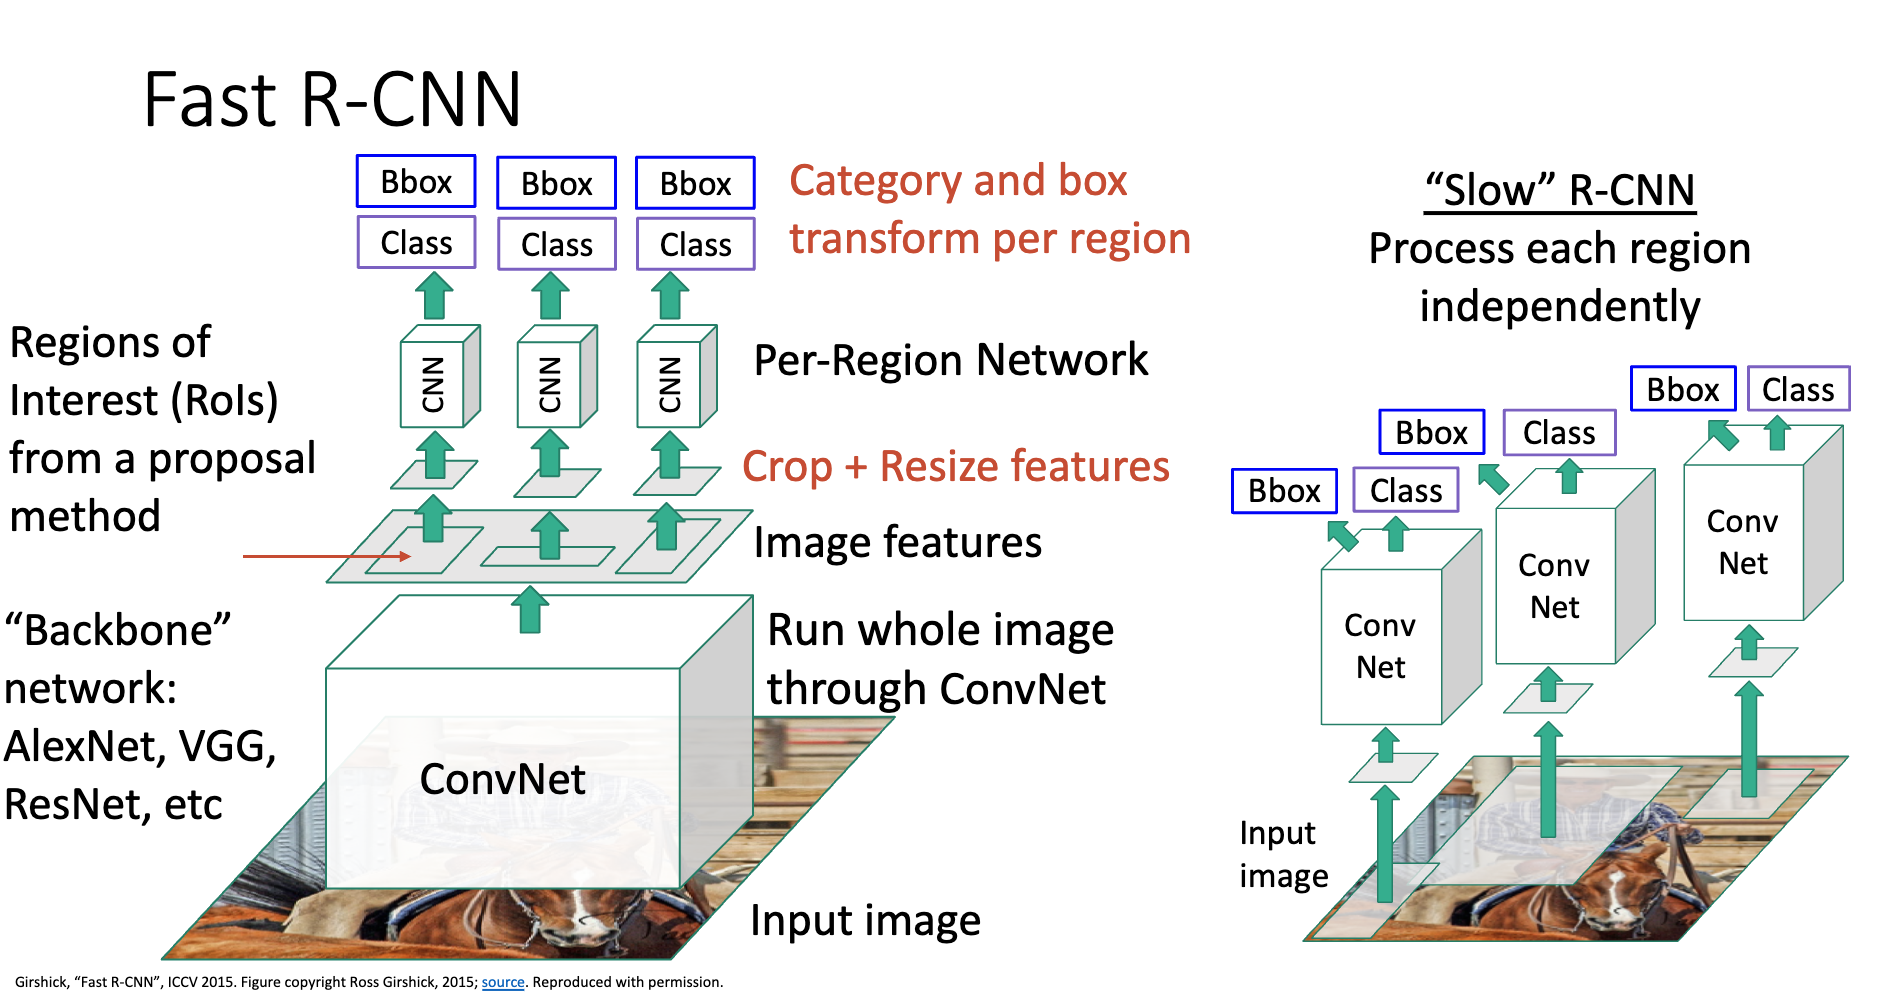 Fast R-CNN
Bbox
Bbox
Bbox
Class
Class
Class
Category and box
transform per region
Regions of
Interest (RoIs)
from a proposal
method
CNN
CNN
CNN
Per-Region Network
Crop + Resize features
Image features
“Backbone”
network:
AlexNet, VGG,
ResNet, etc
Run whole image
through ConvNet
ConvNet
Input image
“Slow” R-CNN
Process each region
independently
Bbox
Class
Bbox
Class
Bbox
Class
Conv
Net
Conv
Net
Conv
Net
Input
image
Girshick, “Fast R-CNN”, ICCV 2015. Figure copyright Ross Girshick, 2015; source. Reproduced with permission.